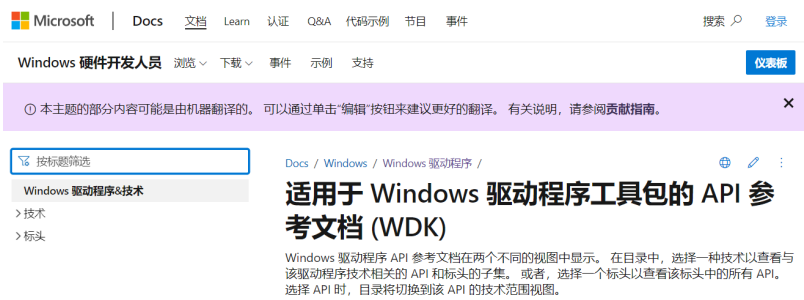 Microsoft Docs 文档 Learn 认证 Q&A 代码示例 节目 事件 搜索 登录
Windows 硬件开发人员 浏览 下载 事件 示例 支持 仪表板
本主题的部分内容可能是由机器翻译的。 可以通过单击“编辑”按钮来建议更好的翻译。 有关说明，请参阅贡献指南。
按标题筛选
Windows 驱动程序&技术
技术
标头
Docs / Windows / Windows 驱动程序 /
适用于 Windows 驱动程序工具包的 API 参
考文档 (WDK)
Windows 驱动程序 API 参考文档在两个不同的视图中显示。 在目录中，选择一种技术以查看与
该驱动程序技术相关的 API 和标头的子集。 或者，选择一个标头以查看该标头中的所有 API。
选择 API 时，目录将切换到该 API 的技术范围视图。